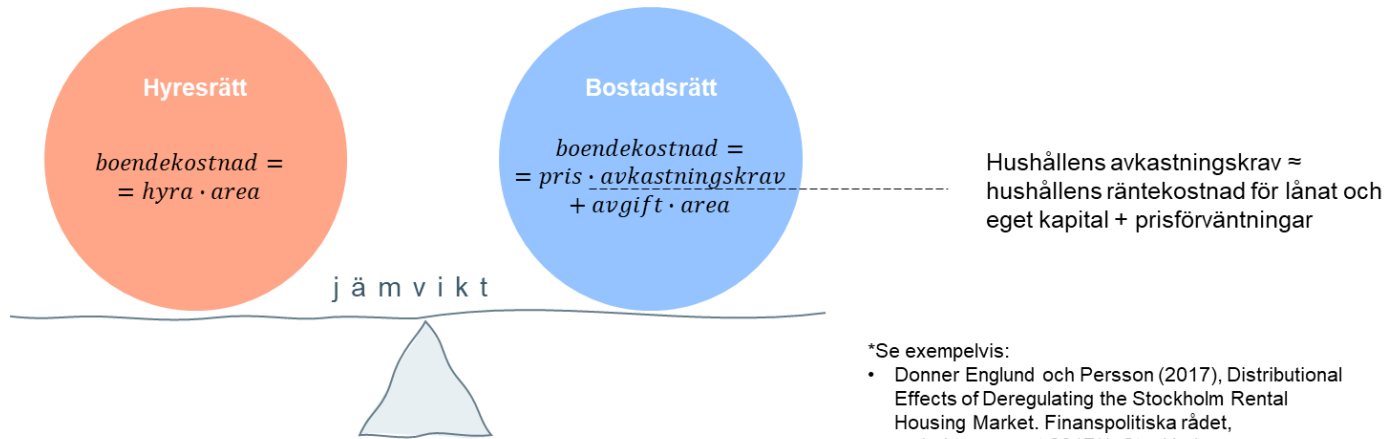 Hyresrätt
boendekostnad =
= hyra · area
Bostadsrätt
boendekostnad =
= pris · avkastningskrav
+ avgift · area
Hushållens avkastningskrav ≈
hushållens räntekostnad för lånat och
eget kapital + prisförväntningar
jämvikt
*Se exempelvis:
• Donner Englund och Persson (2017), Distributional
Effects of Deregulating the Stockholm Rental
Housing Market. Finanspolitiska rådet,